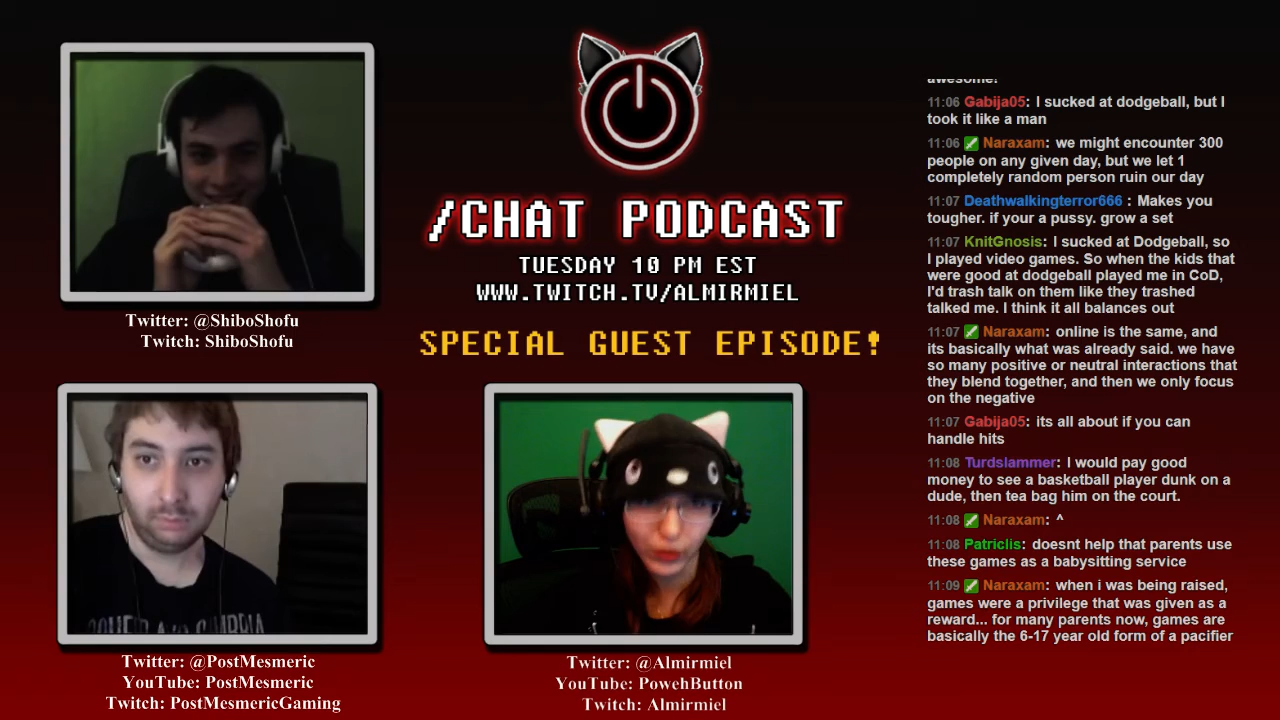 /CHAT PODCAST
TUESDAY 10 PM EST
WWW.TWITCH.TV/ALMIRMIEL
SPECIAL GUEST EPISODE!
Twitter: @ShiboShofu
Twitch: ShiboShofu
Twitter: @PostMesmeric
YouTube: PostMesmeric
Twitch: PostMesmericGaming
Twitter: @Almirmiel
YouTube: PowehButton
Twitch: Almirmiel
awesome!
11:06 Gabija05: I sucked at dodgeball, but I
took it like a man
11:06 Naraxam: we might encounter 300
people on any given day, but we let 1
completely random person ruin our day
11:07 Deathwalkingterror666 : Makes you
tougher. if your a pussy. grow a set
11:07 KnitGnosis: I sucked at Dodgeball, so
I played video games. So when the kids that
were good at dodgeball played me in CoD,
I'd trash talk on them like they trashed
talked me. I think it all balances out
11:07 Naraxam: online is the same, and
its basically what was already said. we have
so many positive or neutral interactions that
they blend together, and then we only focus
on the negative
11:07 Gabija05: its all about if you can
handle hits
11:08 Turdslammer: I would pay good
money to see a basketball player dunk on a
dude, then tea bag him on the court.
11:08 Naraxam: ^
11:08 Patriclis: doesnt help that parents use
these games as a babysitting service
11:09 Naraxam: when i was being raised,
games were a privilege that was given as a
reward... for many parents now, games are
basically the 6-17 year old form of a pacifier